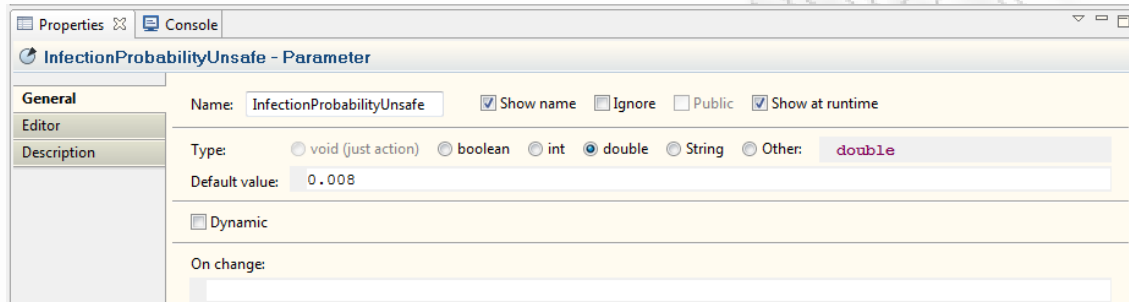 Properties Console
InfectionProbabilityUnsafe - Parameter
General
Name: InfectionProbabilityUnsafe Show name Ignore Public Show at runtime
Editor
Description
Type: void (just action) boolean int double String Other: double
Default value: 0.008
Dynamic
On change: